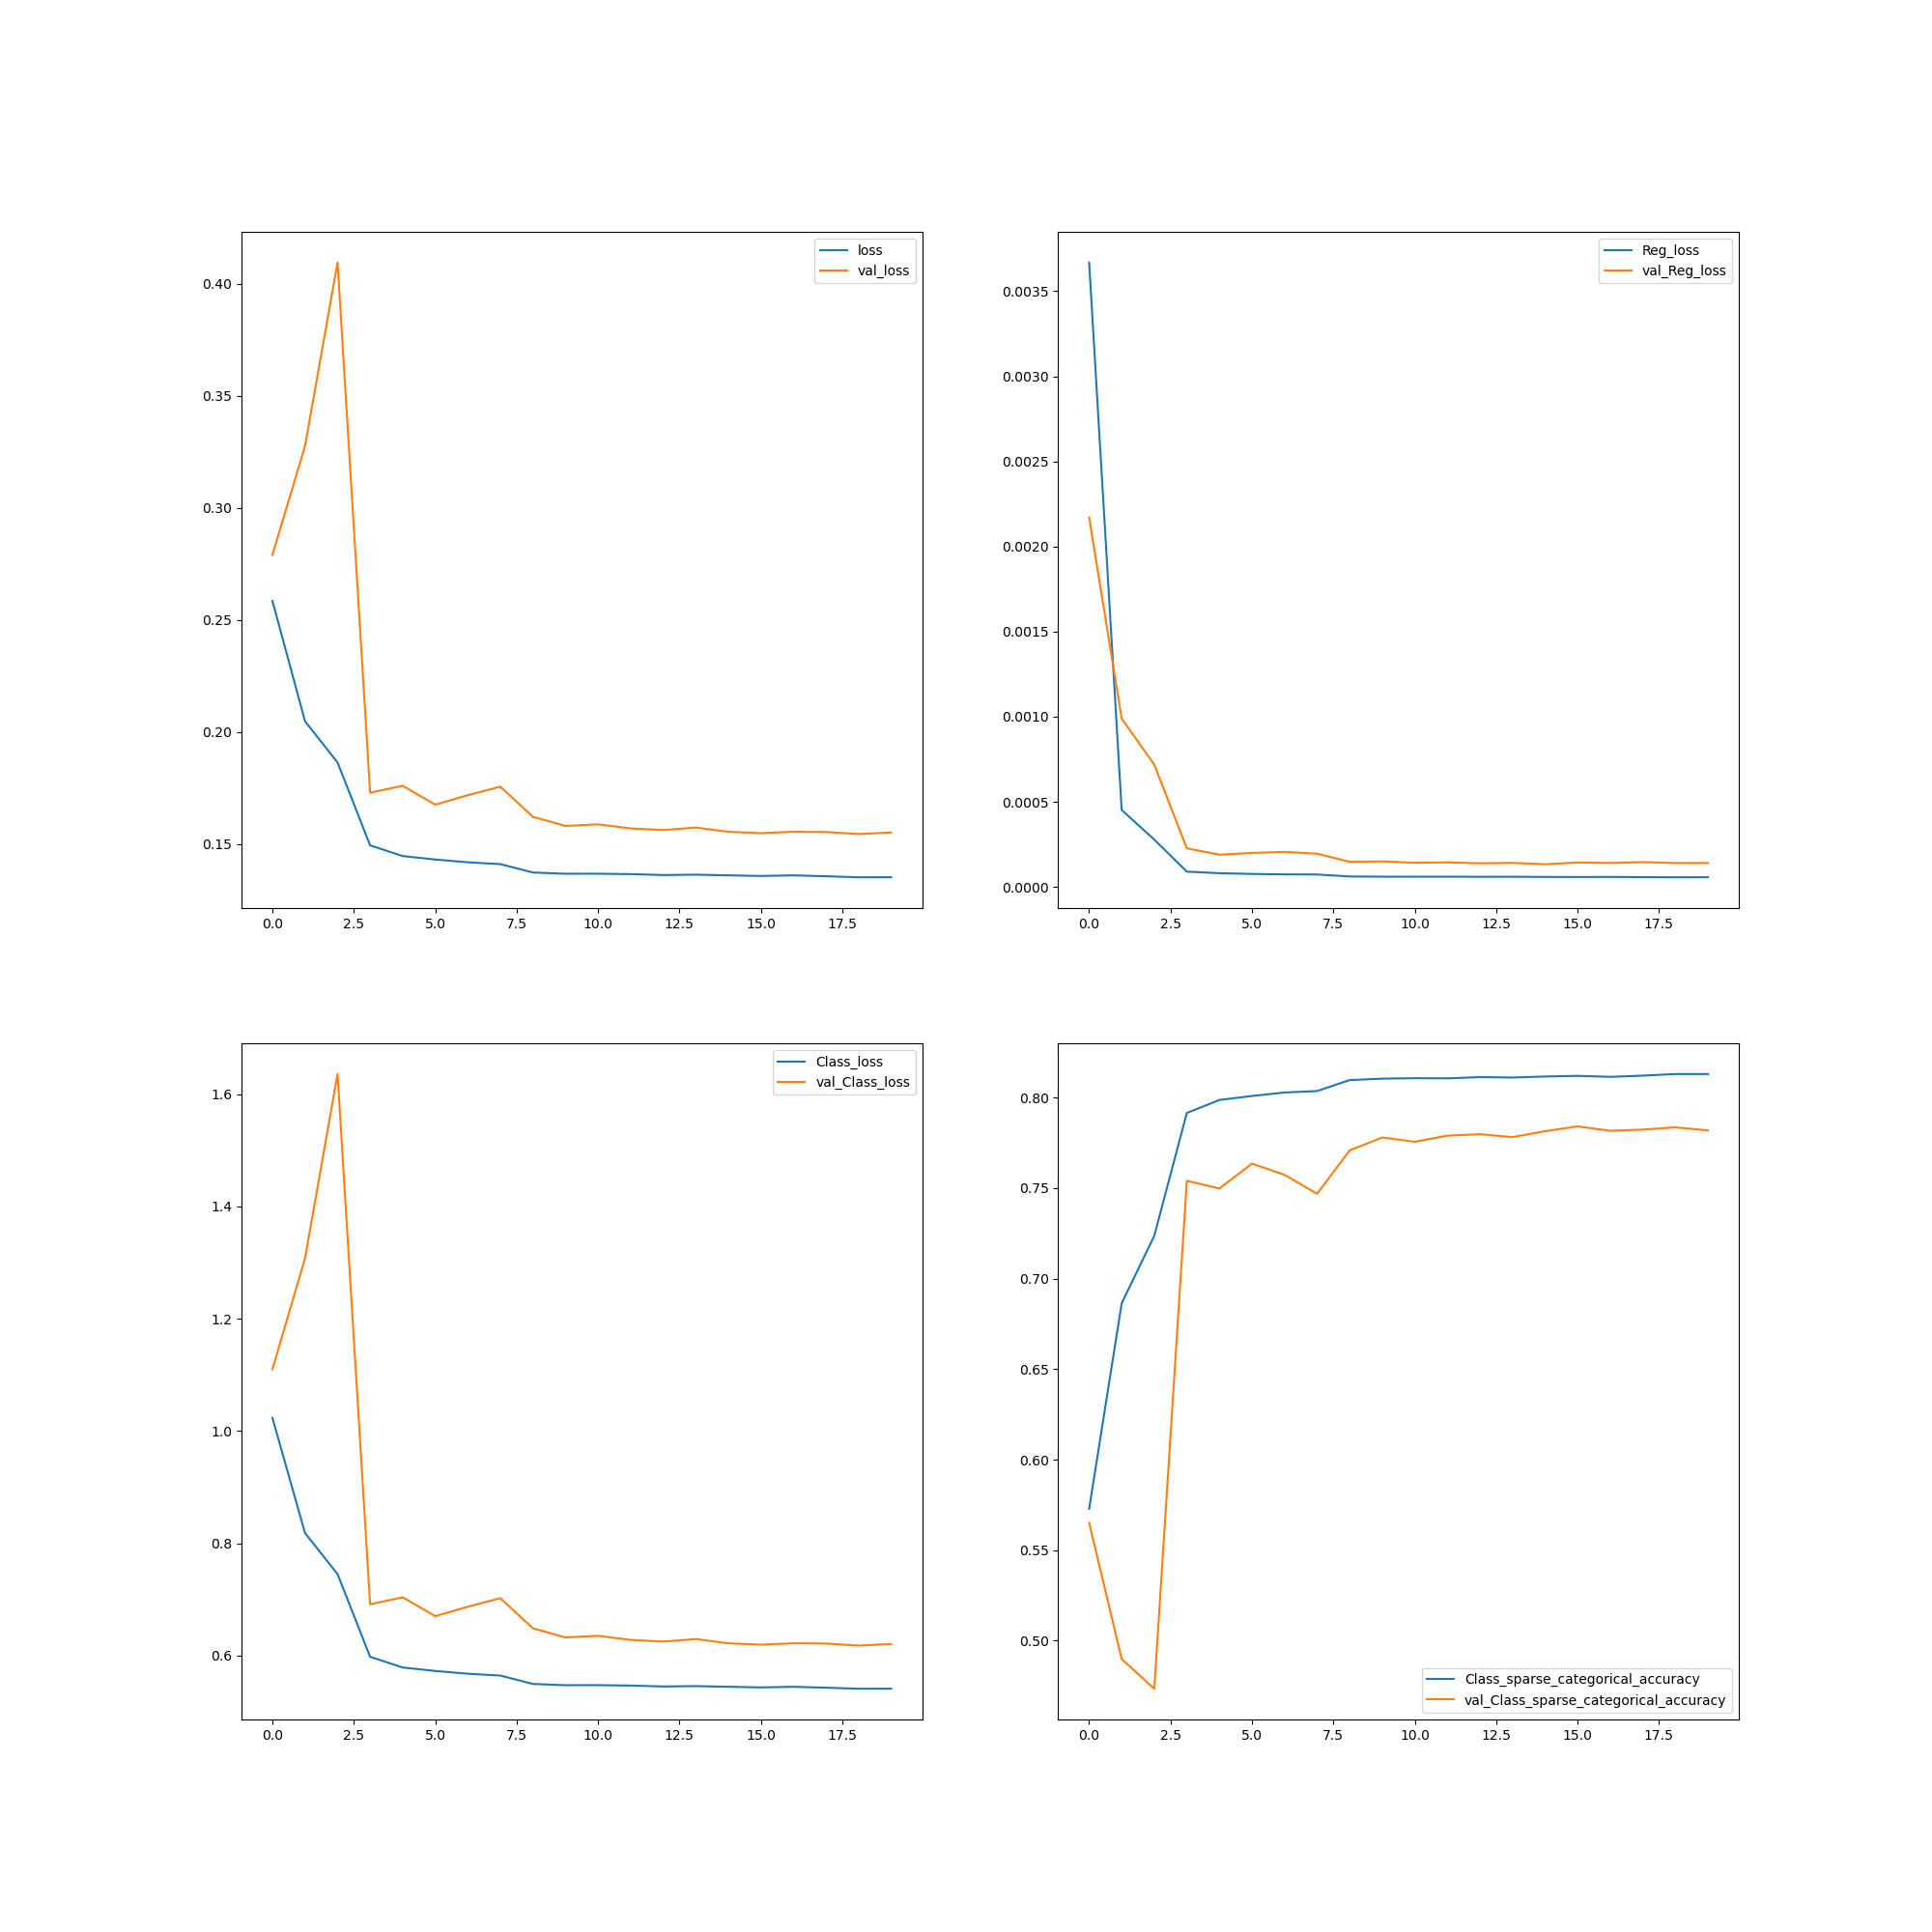 loss
val_loss
0.40
0.35
0.30
0.25
0.20
0.15
0.0 2.5 5.0 7.5 10.0 12.5 15.0 17.5
Reg_loss
val_Reg_loss
0.0035
0.0030
0.0025
0.0020
0.0015
0.0010
0.0005
0.0000
0.0 2.5 5.0 7.5 10.0 12.5 15.0 17.5
Class_loss
val_Class_loss
1.6
1.4
1.2
1.0
0.8
0.6
0.0 2.5 5.0 7.5 10.0 12.5 15.0 17.5
0.80
0.75
0.70
0.65
0.60
0.55
0.50
Class_sparse_categorical_accuracy
val_Class_sparse_categorical_accuracy
0.0 2.5 5.0 7.5 10.0 12.5 15.0 17.5